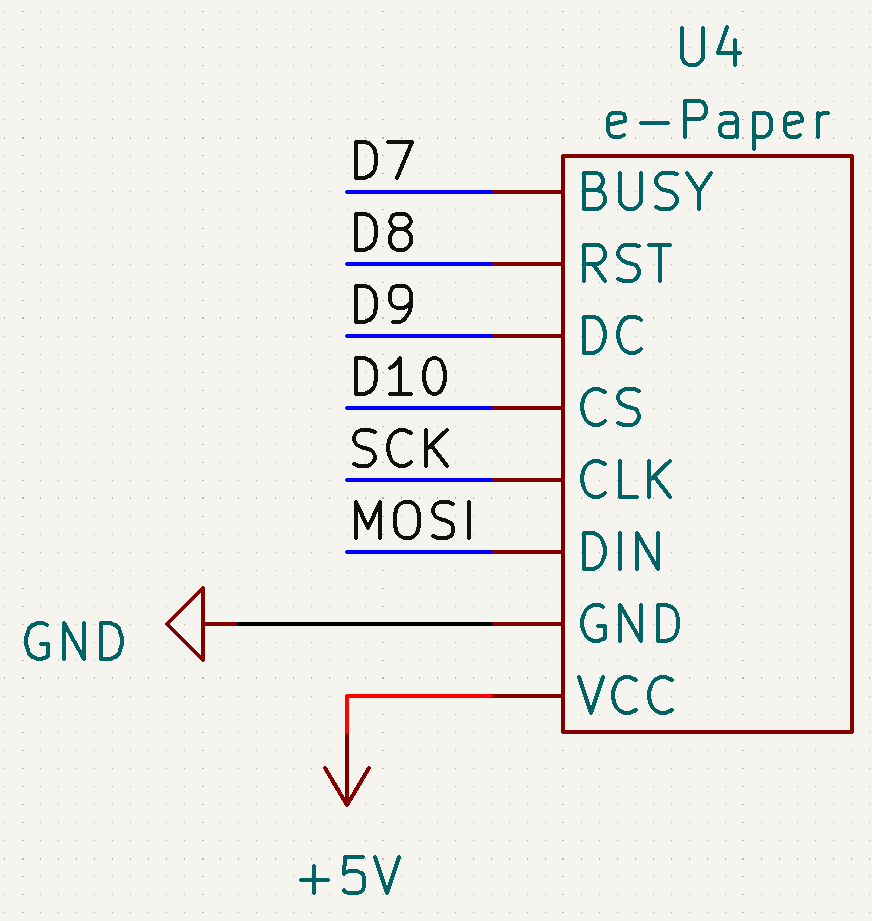 U4
e-Paper
D7
BUSY
D8
RST
D9
DC
D10
CS
SCK
CLK
MOSI
DIN
GND
GND
VCC
+5V